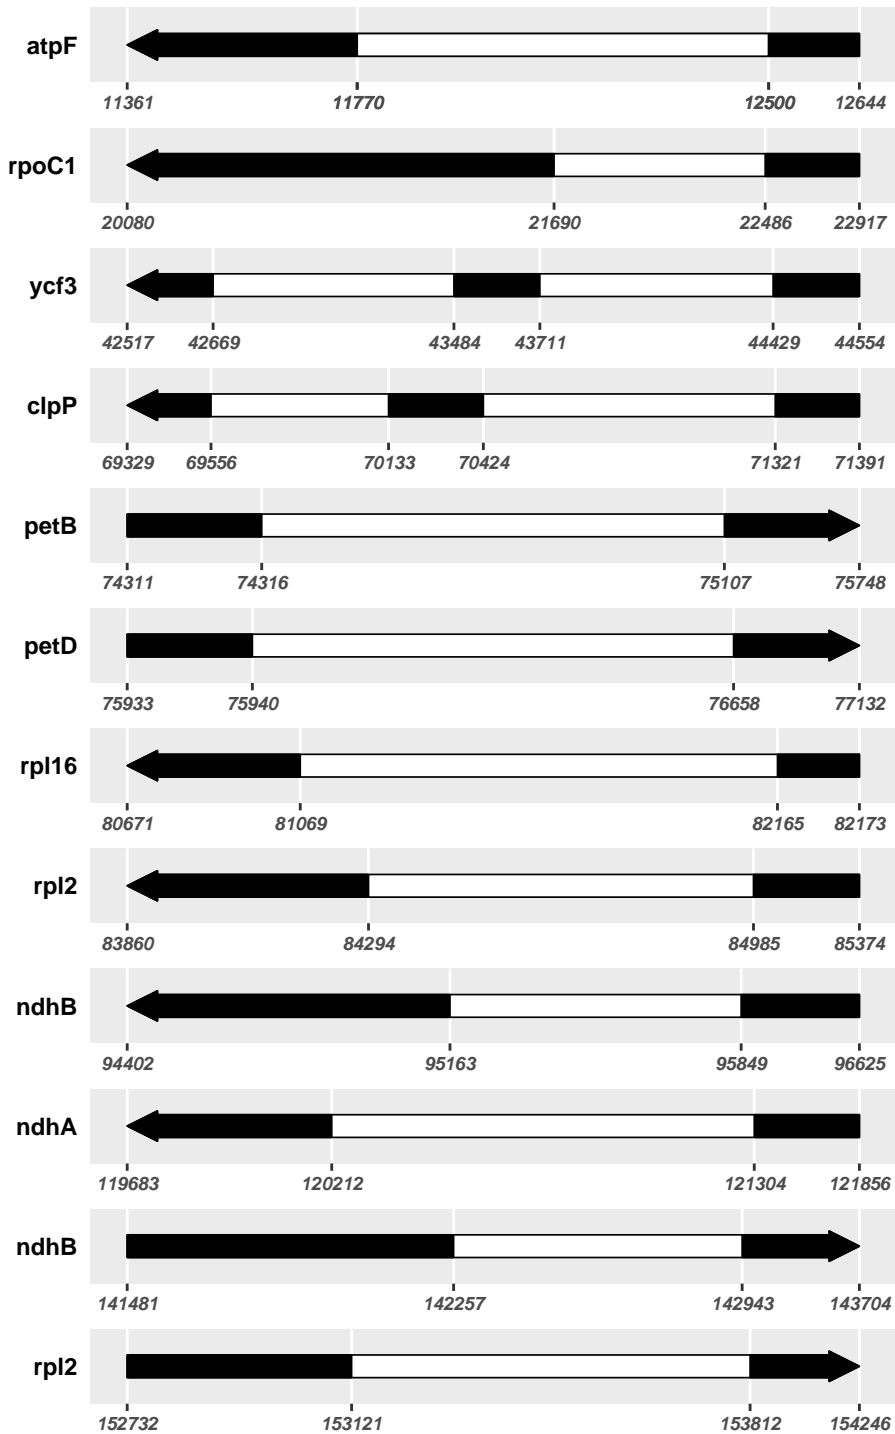 atpF
11361 11770 12500 12644
rpoC1
20080 21690 22486 22917
ycf3
42517 42669 43484 43711 44429 44554
clpP
69329 69556 70133 70424 71321 71391
petB
74311 74316 75107 75748
petD
75933 75940 76658 77132
rpl16
80671 81069 82165 82173
rpl2
83860 84294 84985 85374
ndhB
94402 95163 95849 96625
ndhA
119683 120212 121304 121856
ndhB
141481 142257 142943 143704
rpl2
152732 153121 153812 154246